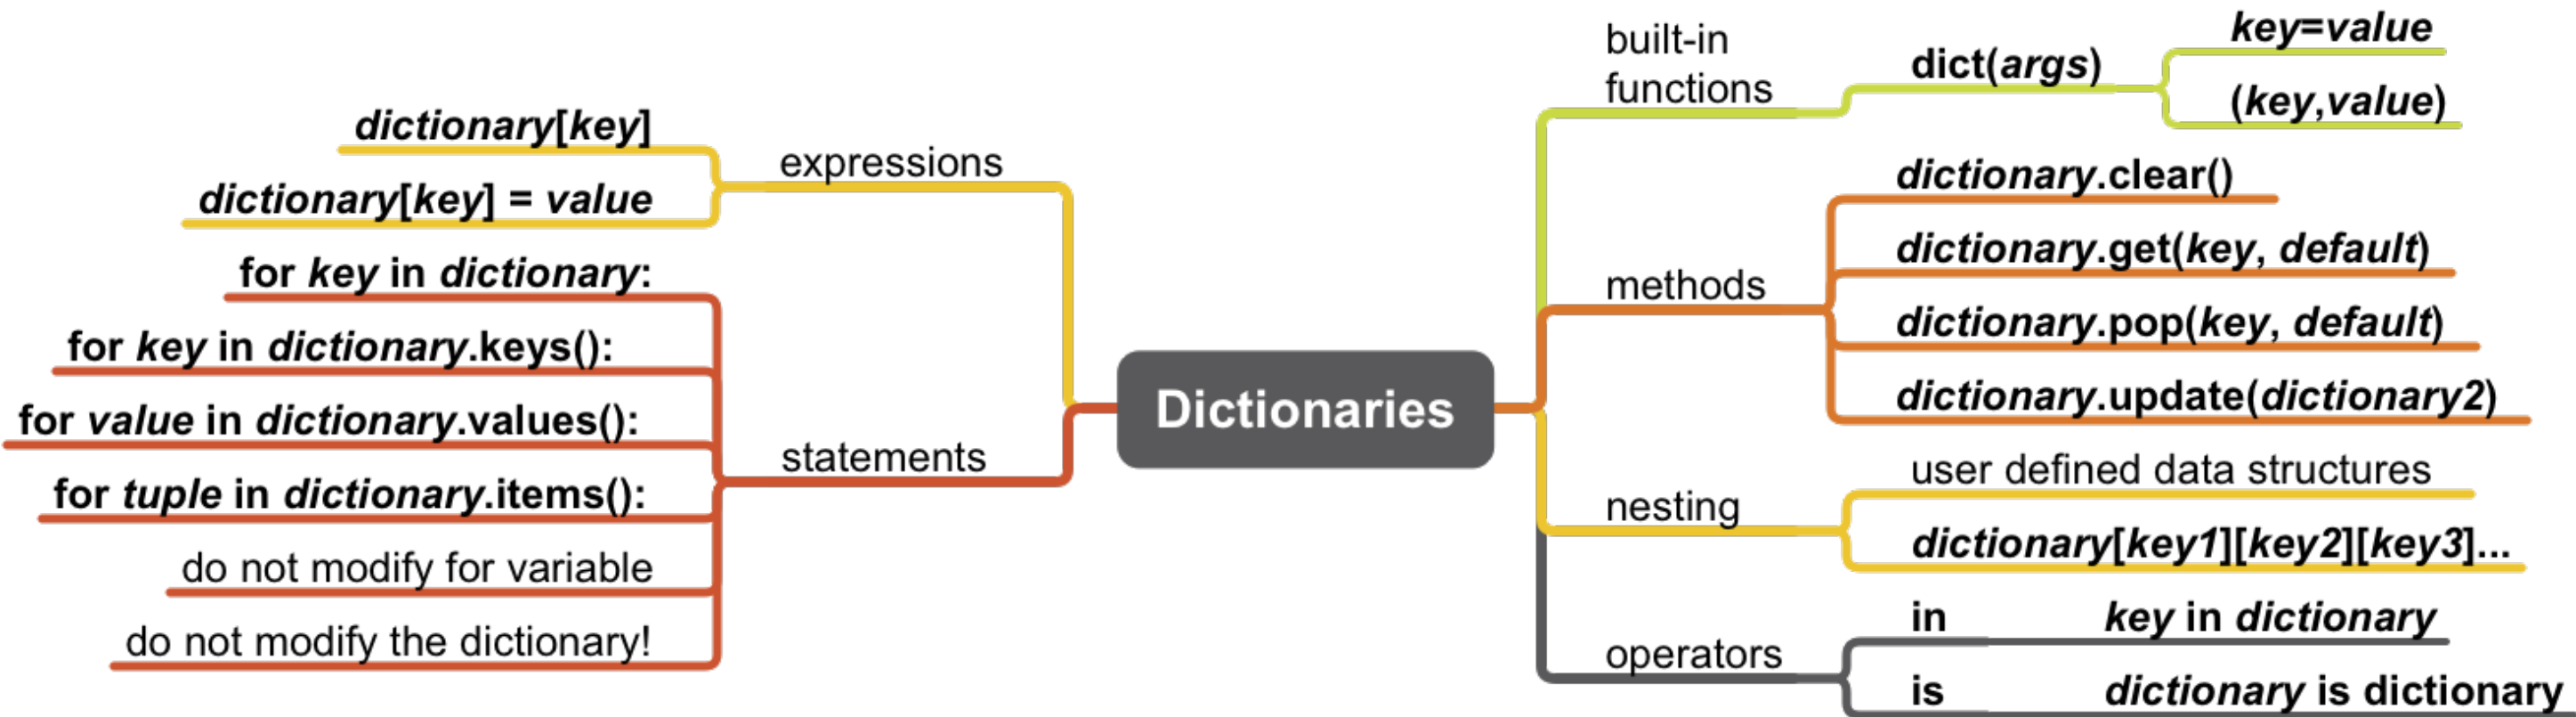 dictionary[key]
dictionary[key] = value
expressions
for key in dictionary:
for key in dictionary.keys():
for value in dictionary.values():
for tuple in dictionary.items():
do not modify for variable
do not modify the dictionary!
statements
Dictionaries
built-in
functions
dict(args)
key=value
(key,value)
methods
dictionary.clear()
dictionary.get(key, default)
dictionary.pop(key, default)
dictionary.update(dictionary2)
nesting
user defined data structures
dictionary[key1][key2][key3]...
operators
in key in dictionary
is dictionary is dictionary